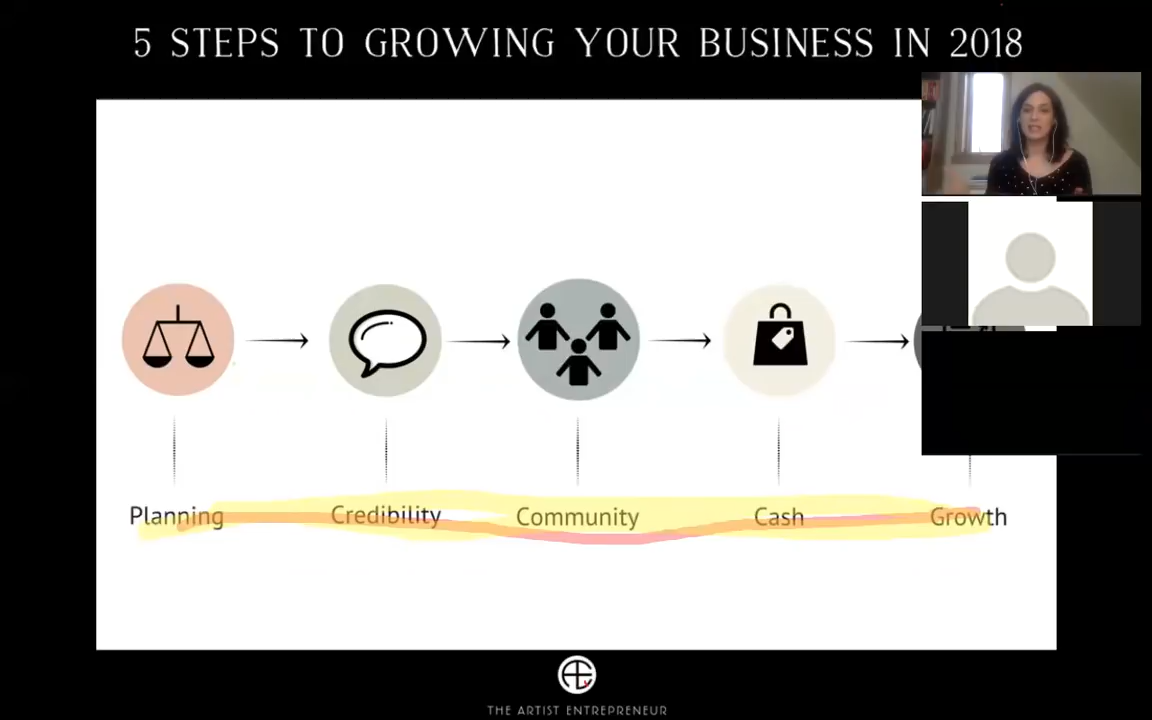 5 STEPS TO GROWING YOUR BUSINESS IN 2018
Planning
Credibility
Community
Cash
Growth
THE ARTIST ENTREPRENEUR